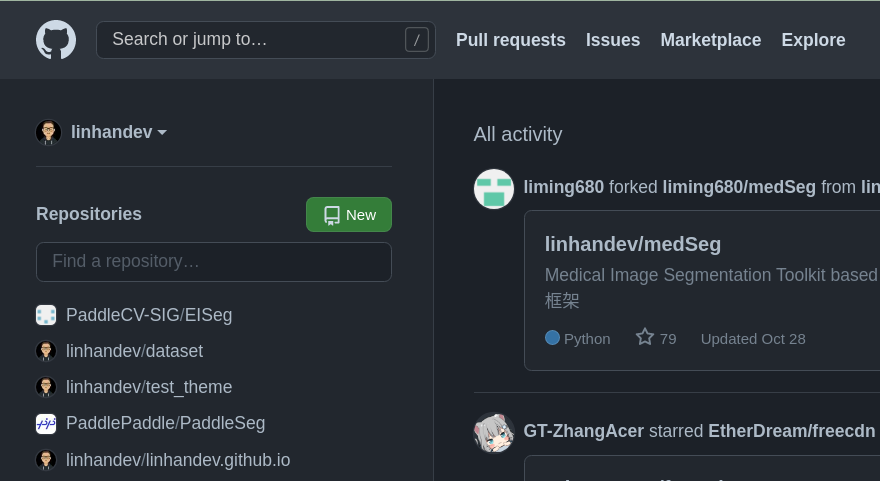 Search or jump to…
/
Pull requests
Issues
Marketplace
Explore
linhandev
Repositories
New
Find a repository…
PaddleCV-SIG/EISeg
linhandev/dataset
linhandev/test_theme
PaddlePaddle/PaddleSeg
linhandev/linhandev.github.io
All activity
liming680 forked liming680/medSeg from lin
linhandev/medSeg
Medical Image Segmentation Toolkit based
框架
Python 79 Updated Oct 28
GT-ZhangAcer starred EtherDream/freecdn